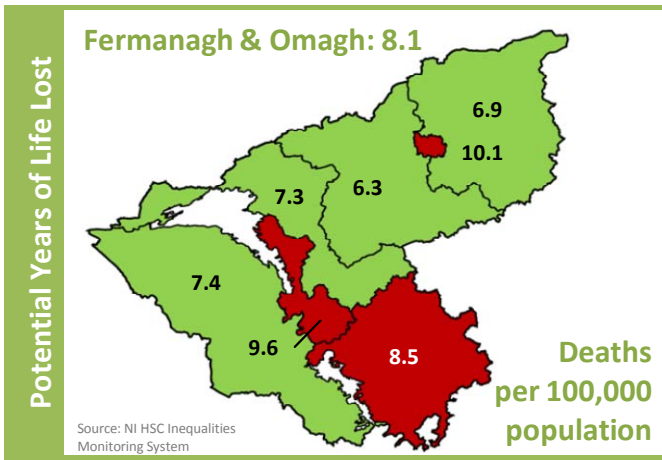 Potential Years of Life Lost
Fermanagh & Omagh: 8.1
6.9
10.1
7.3
6.3
7.4
9.6
8.5
Deaths
per 100,000
population
Source: NI HSC Inequalities
Monitoring System